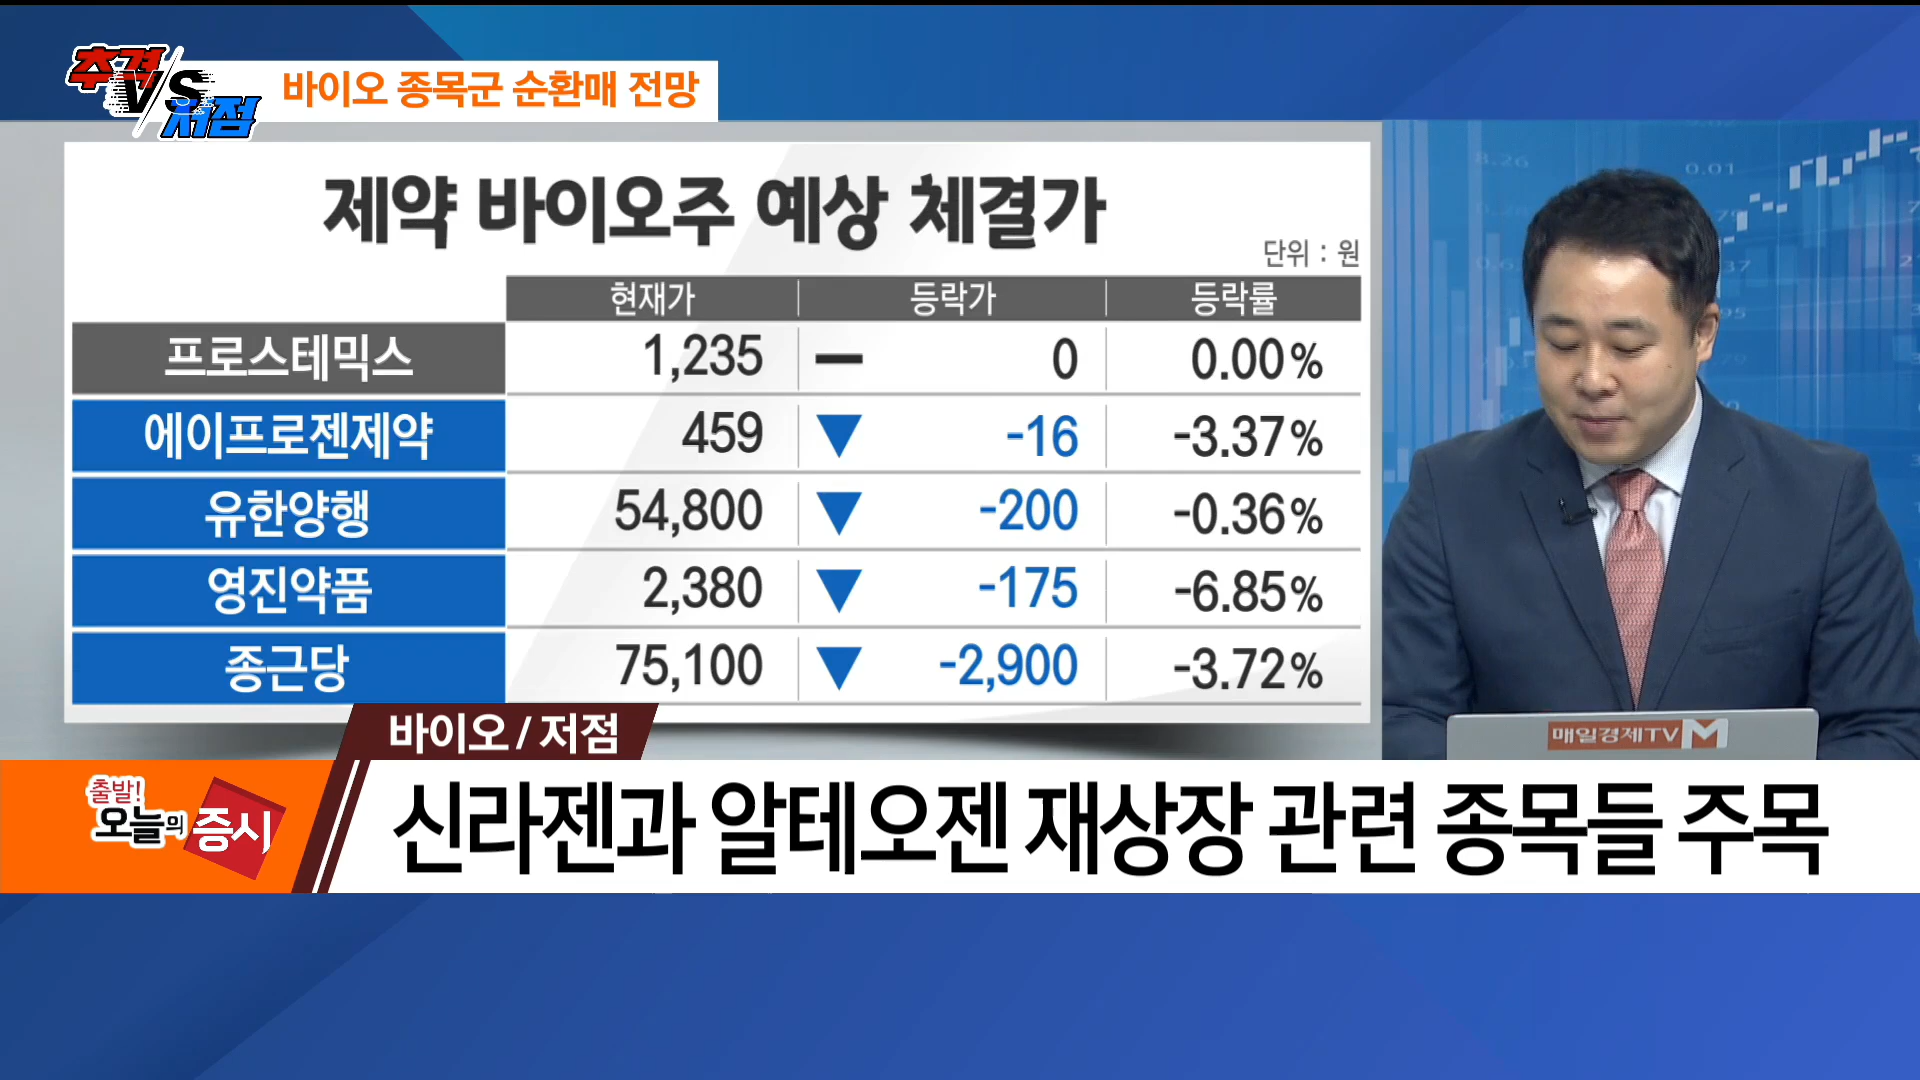 추격
VS
저점
바이오 종목군 순환매 전망
제약 바이오주 예상 체결가
단위 : 원
현재가 등락가 등락률
프로스테믹스 1,235 ━ 0 0.00%
에이프로젠제약 459 ▼ -16 -3.37%
유한양행 54,800 ▼ -200 -0.36%
영진약품 2,380 ▼ -175 -6.85%
종근당 75,100 ▼ -2,900 -3.72%
매일경제TV M
바이오 / 저점
출발!
오늘의 증시
신라젠과 알테오젠 재상장 관련 종목들 주목